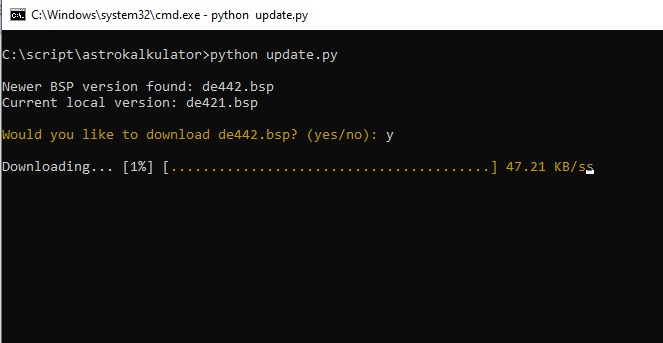 C:\Windows\system32\cmd.exe - python  update.py
C:\script\astrokalkulator>python update.py
Newer BSP version found: de442.bsp
Current local version: de421.bsp
Would you like to download de442.bsp? (yes/no): y
Downloading... [1%] [........................................] 47.21 KB/ss